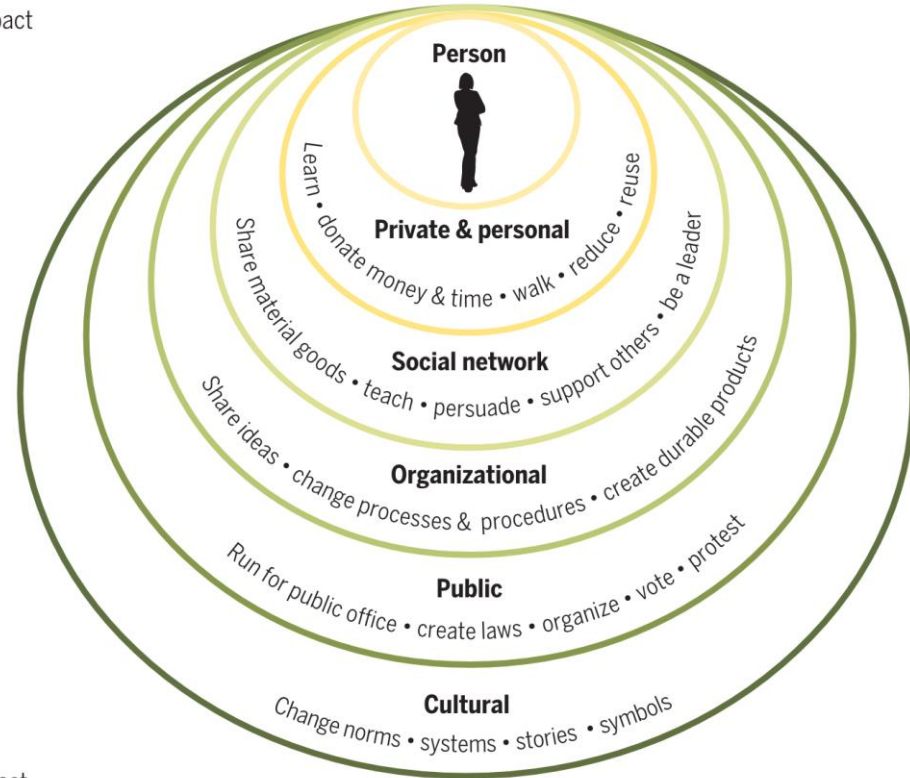 Person
Private & personal
Learn • donate money & time • walk • reduce • reuse
Social network
Share material goods • teach • persuade • support others • be a leader
Organizational
Share ideas • change processes & procedures • create durable products
Public
Run for public office • create laws • organize • vote • protest
Cultural
Change norms • systems • stories • symbols